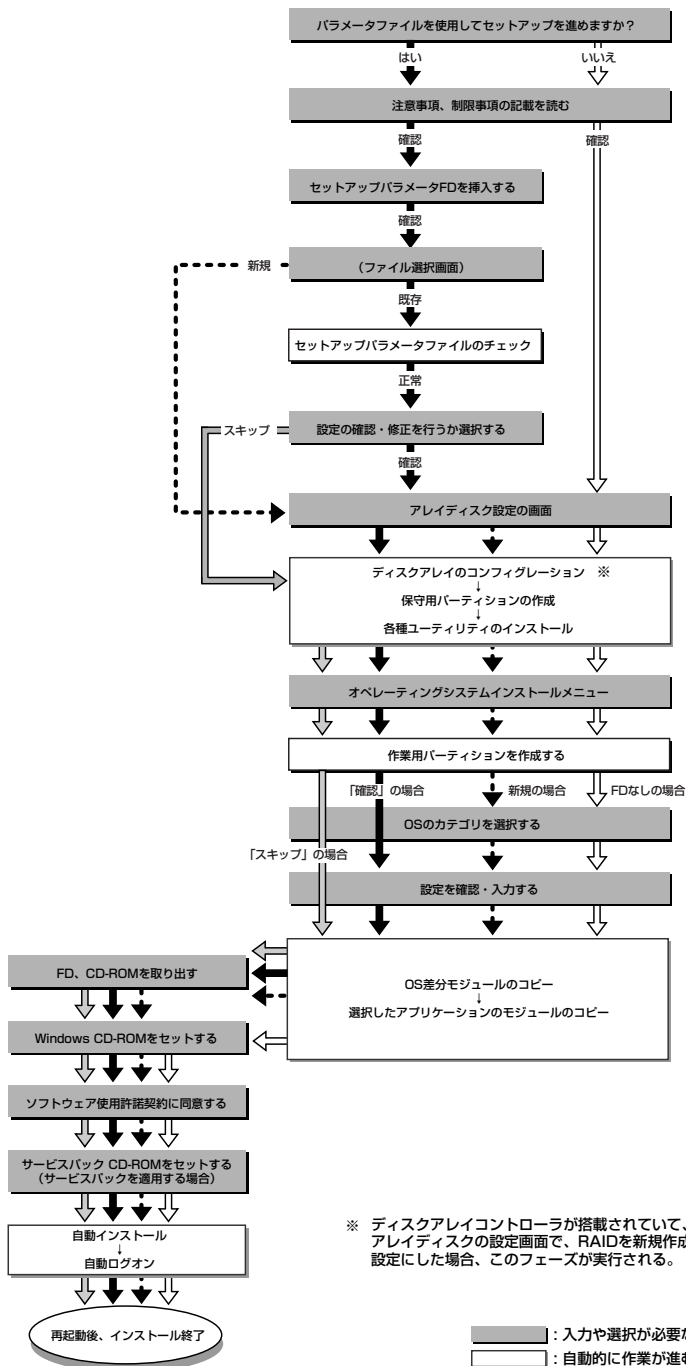 パラメータファイルを使用してセットアップを進めますか？
はい
いいえ
注意事項、制限事項の記載を読む
確認
確認
セットアップパラメータFDを挿入する
確認
新規
（ファイル選択画面）
既存
セットアップパラメータファイルのチェック
正常
スキップ
設定の確認・修正を行うか選択する
確認
アレイディスク設定の画面
ディスクアレイのコンフィグレーション ※
↓
保守用パーティションの作成
↓
各種ユーティリティのインストール
オペレーティングシステムインストールメニュー
作業用パーティションを作成する
「確認」の場合
新規の場合
FDなしの場合
OSのカテゴリを選択する
「スキップ」の場合
設定を確認・入力する
OS差分モジュールのコピー
↓
選択したアプリケーションのモジュールのコピー
FD、CD-ROMを取り出す
Windows CD-ROMをセットする
ソフトウェア使用許諾契約に同意する
サービスパック CD-ROMをセットする
（サービスパックを適用する場合）
自動インストール
↓
自動ログオン
再起動後、インストール終了
※ ディスクアレイコントローラが搭載されていて、
アレイディスクの設定画面で、RAIDを新規作成
設定にした場合、このフェーズが実行される。
：入力や選択が必要な
：自動的に作業が進む